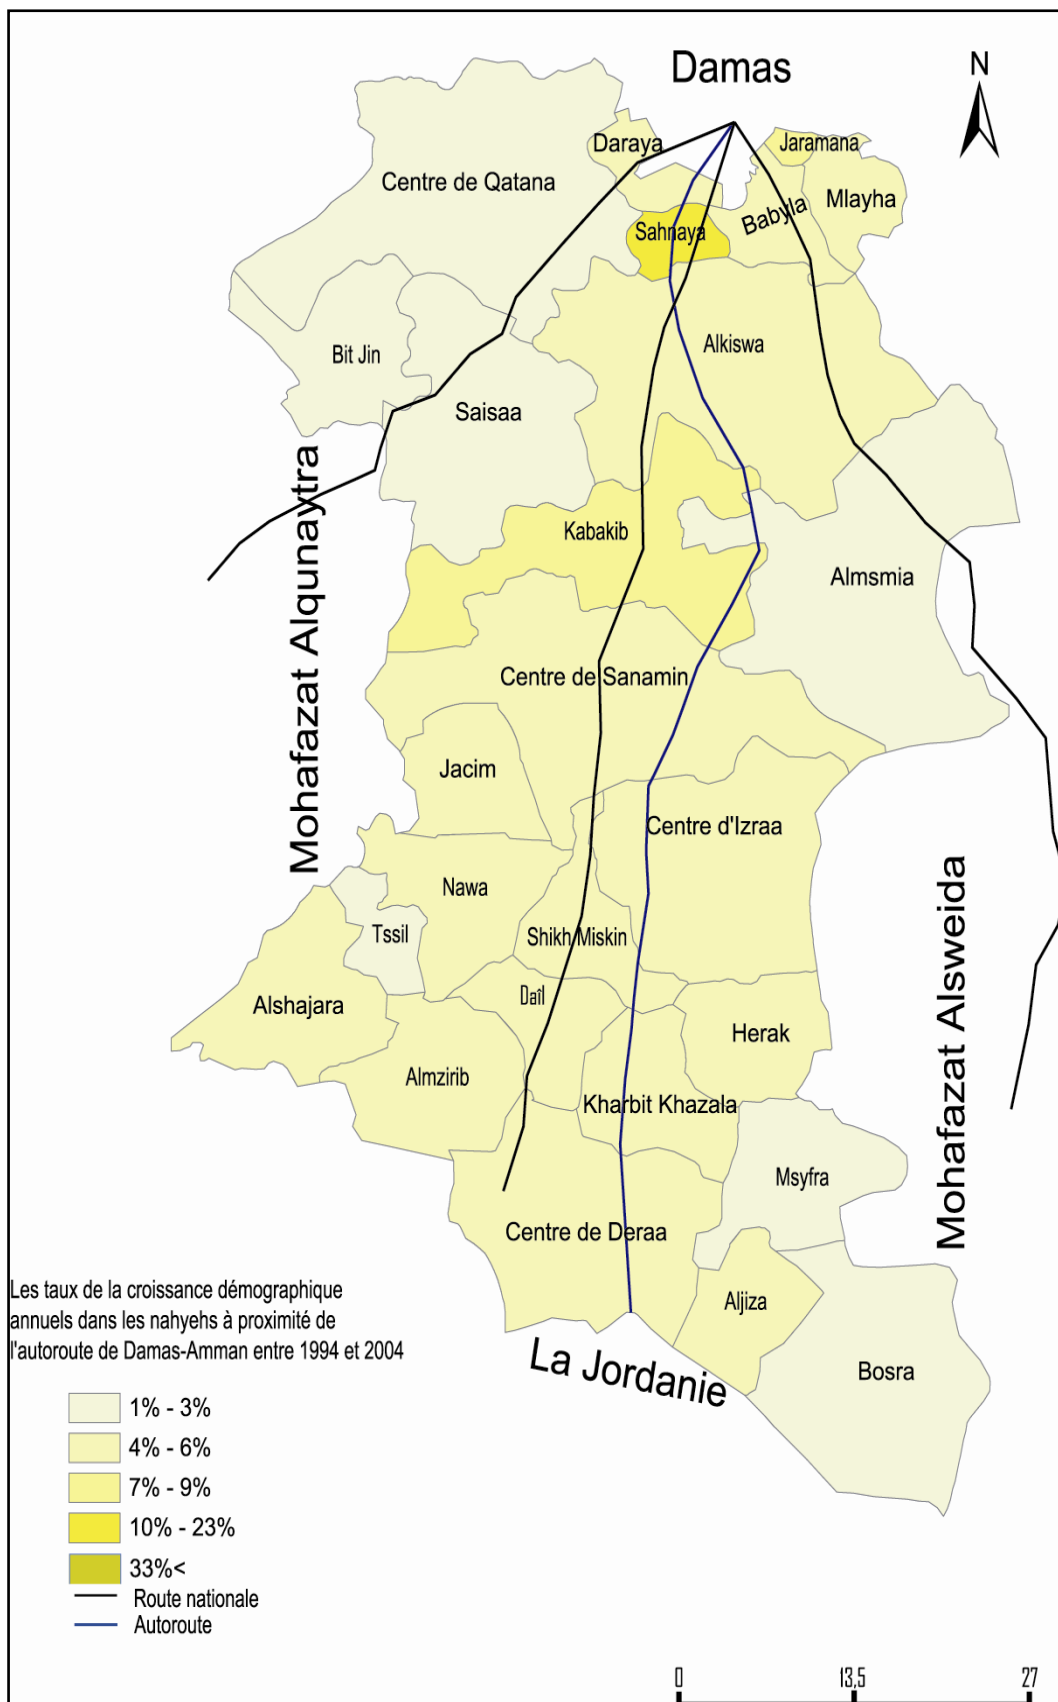 Damas
N
Daraya
Jaramana
Centre de Qatana
Mlayha
Babyla
Sahnaya
Alkiswa
Bit Jin
Saisaa
Mohafazat Alqunaytra
Kabakib
Almsmia
Centre de Sanamin
Jacim
Centre d'Izraa
Nawa
Tssil
Shikh Miskin
Mohafazat Alsweida
Daîl
Alshajara
Herak
Almzirib
Kharbit Khazala
Msyfra
Centre de Deraa
Aljiza
La Jordanie
Bosra
Les taux de la croissance démographique
annuels dans les nahyehs à proximité de
l'autoroute de Damas-Amman entre 1994 et 2004
1% - 3%
4% - 6%
7% - 9%
10% - 23%
33%<
Route nationale
Autoroute
0 13,5 27